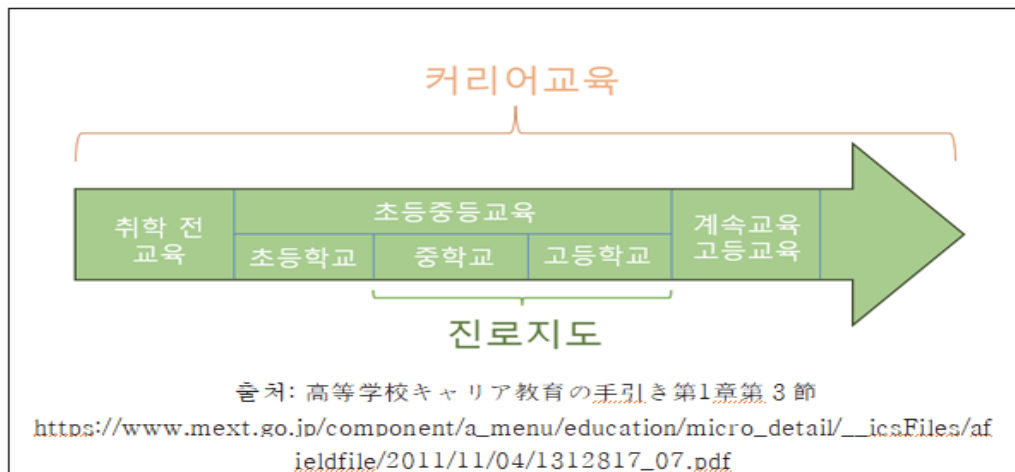 커리어교육
취학 전
교육
초등중등교육
초등학교 중학교 고등학교
계속교육
고등교육
진로지도
출처: 高等学校キャリア教育の手引き第1章第３節
https://www.mext.go.jp/component/a_menu/education/micro_detail/__icsFiles/af
ieldfile/2011/11/04/1312817_07.pdf